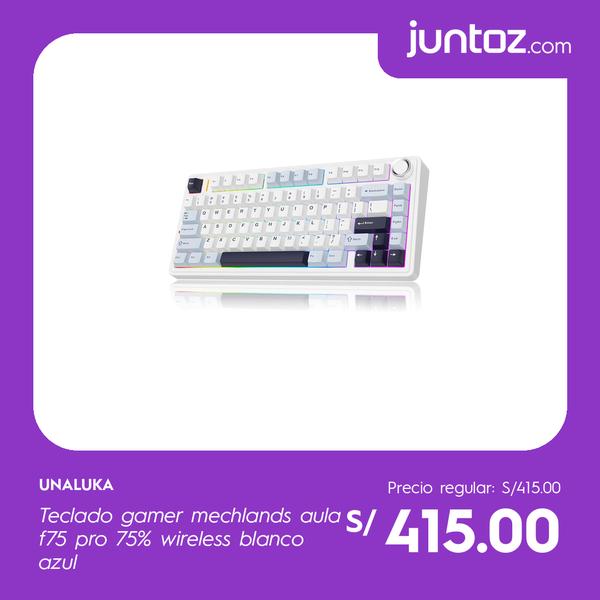 juntoz.com
UNALUKA
Precio regular: S/415.00
Teclado gamer mechlands aula
f75 pro 75% wireless blanco
azul
S/ 415.00